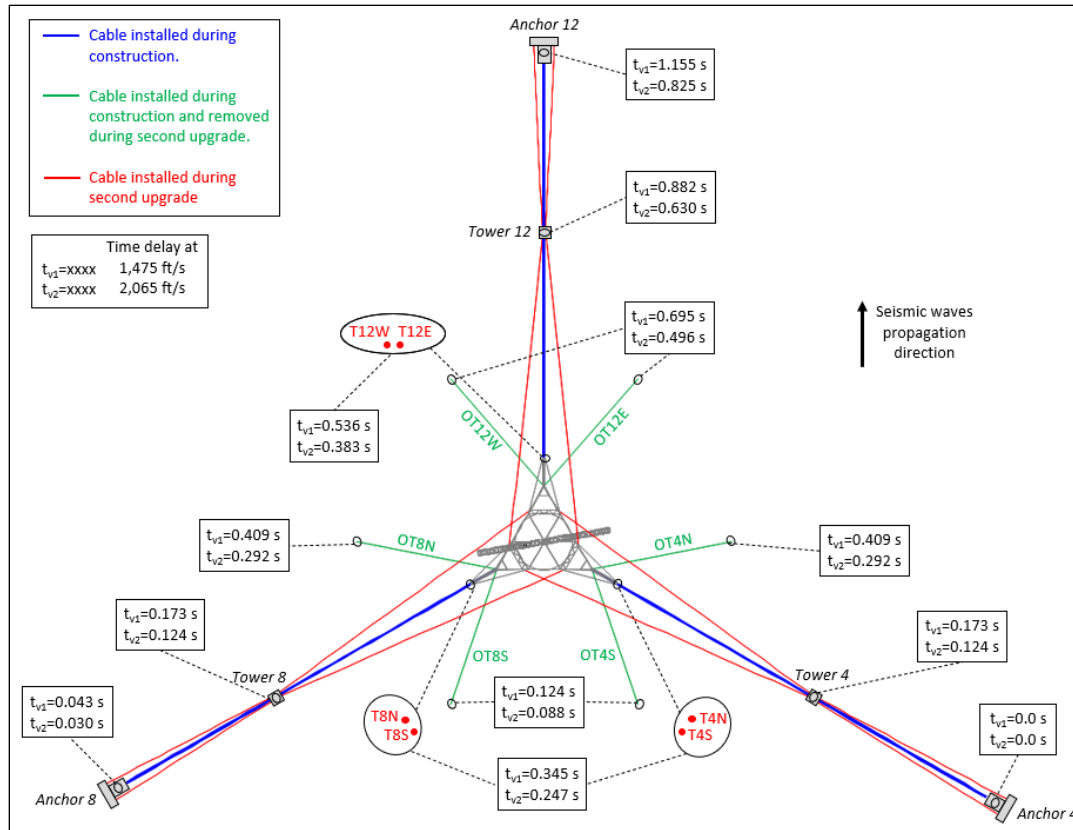 Anchor 12
Cable installed during
construction.
Cable installed during
construction and removed
during second upgrade.
Cable installed during
second upgrade
Time delay at
tv1=xxxx 1,475 ft/s
tv2=xxxx 2,065 ft/s
tv1=1.155 s
tv2=0.825 s
tv1=0.882 s
tv2=0.630 s
Tower 12
Seismic waves
propagation
direction
T12W T12E
tv1=0.695 s
tv2=0.496 s
tv1=0.536 s
tv2=0.383 s
OT12W
OT12E
tv1=0.409 s
tv2=0.292 s
OT8N
OT4N
tv1=0.409 s
tv2=0.292 s
tv1=0.173 s
tv2=0.124 s
tv1=0.173 s
tv2=0.124 s
OT8S
OT4S
Tower 8
Tower 4
tv1=0.124 s
tv2=0.088 s
tv1=0.043 s
tv2=0.030 s
T8N
T8S
T4N
T4S
tv1=0.0 s
tv2=0.0 s
tv1=0.345 s
tv2=0.247 s
Anchor 8
Anchor 4